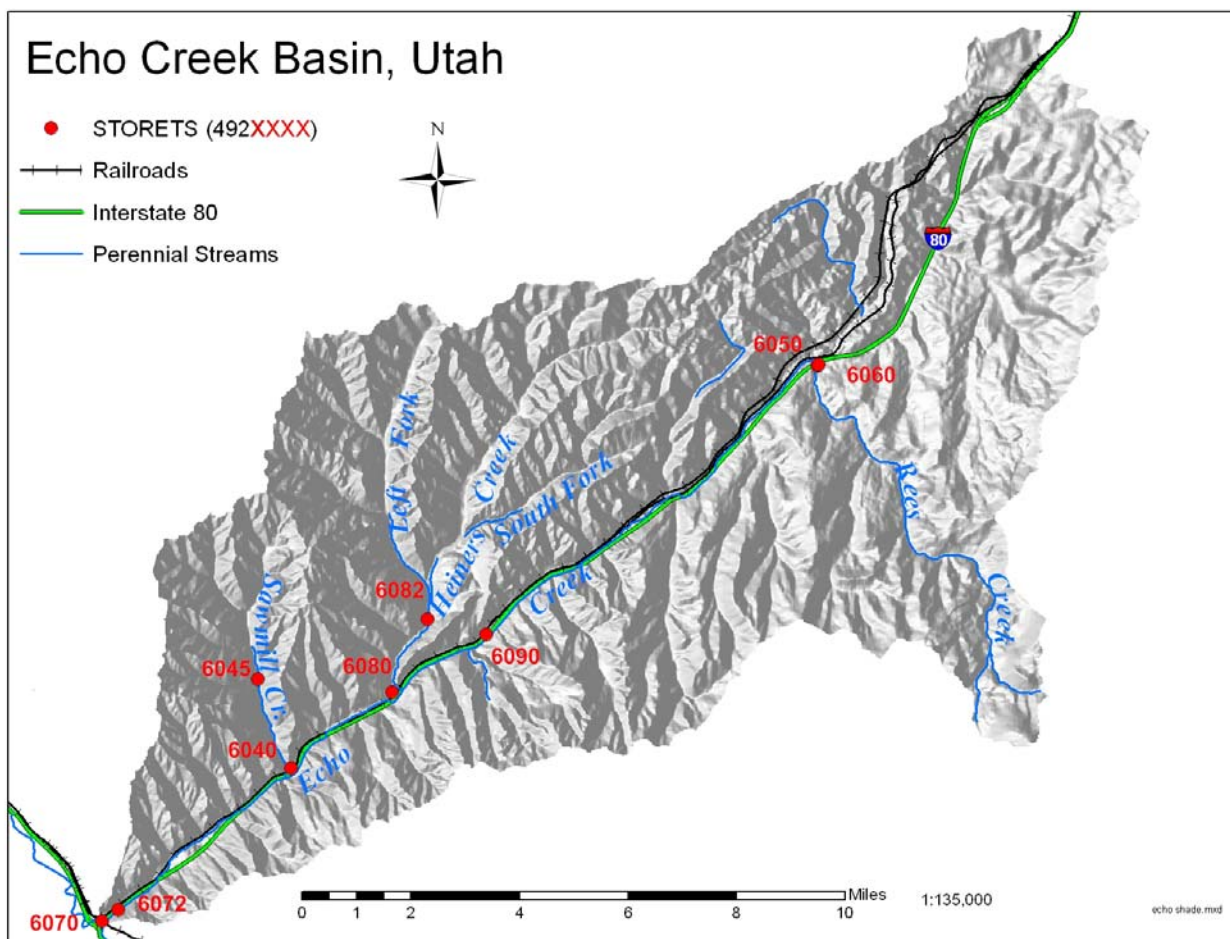 Echo Creek Basin, Utah
STORETS (492XXXX)
Railroads
Interstate 80
Perennial Streams
N
80
6050
6060
Left Fork
Creek
South Fork
Heiners
Rees
Creek
6082
Creek
6090
Sawmill Cr.
6045
6080
6040
Echo
6072
6070
Miles
0 1 2 4 6 8 10
1:135,000
echo shade.mxd